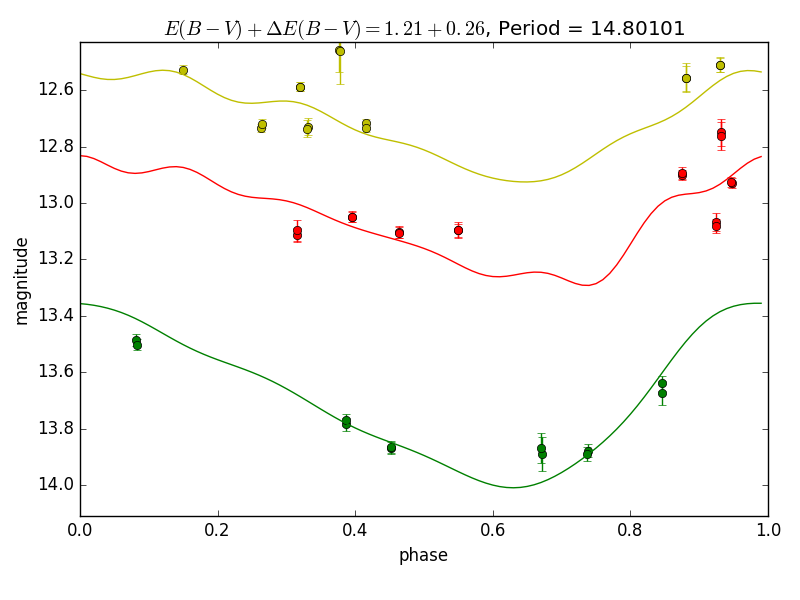 E(B − V) + ΔE(B − V) = 1.21 + 0.26, Period = 14.80101
12.6
12.8
13.0
13.2
13.4
13.6
13.8
14.0
magnitude
0.0 0.2 0.4 0.6 0.8 1.0
phase